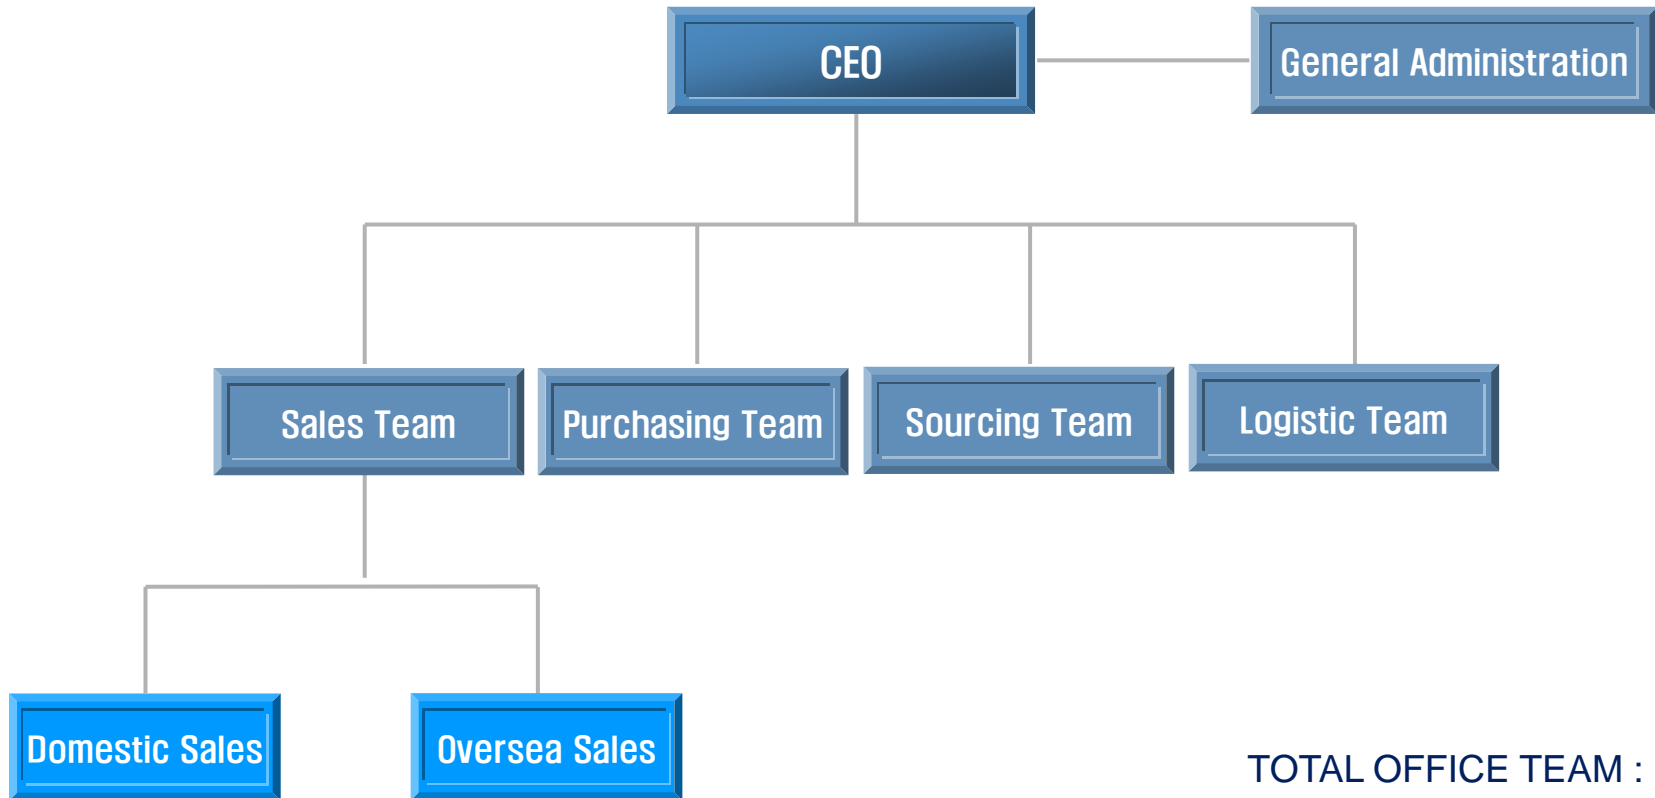 CEO
General Administration
Sales Team
Purchasing Team
Sourcing Team
Logistic Team
Domestic Sales
Oversea Sales
TOTAL OFFICE TEAM :